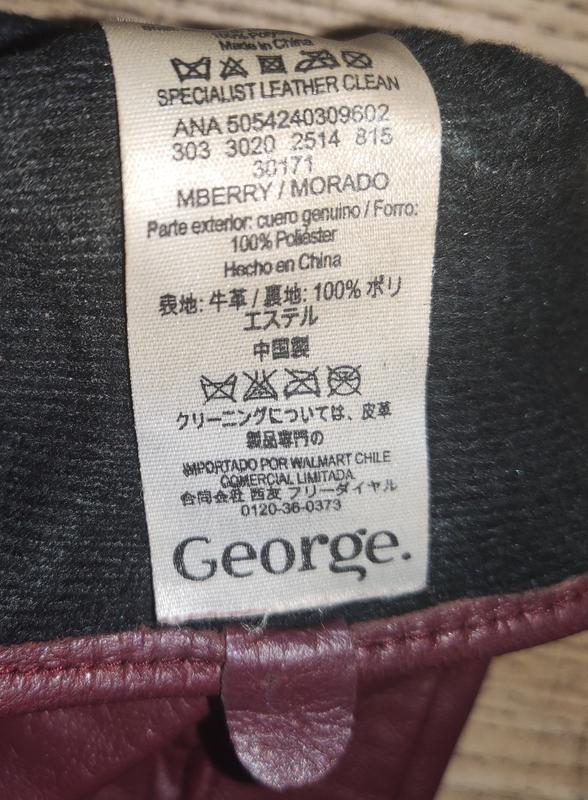 100% Poly
Made in China
SPECIALIST LEATHER CLEAN
ANA 5054240309602
303 3020 2514 815
30171
MBERRY / MORADO
Parte exterior: cuero genuino / Forro:
100% Poliéster
Hecho en China
表地: 牛革 / 裏地: 100% ポリ
エステル
中国製
クリーニングについては、皮革
製品専門の
IMPORTADO POR WALMART CHILE
COMERCIAL LIMITADA.
合同会社 西友 フリーダイヤル
0120-36-0373
George.